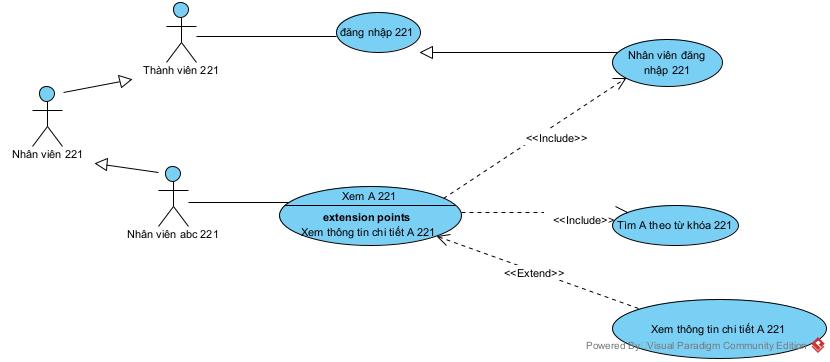 đăng nhập 221
Thành viên 221
Nhân viên đăng
nhập 221
<<Include>>
Nhân viên 221
Xem A 221
extension points
Xem thông tin chi tiết A 221
Nhân viên abc 221
<<Include>>
Tìm A theo từ khóa 221
<<Extend>>
Xem thông tin chi tiết A 221
Powered By: Visual Paradigm Community Edition